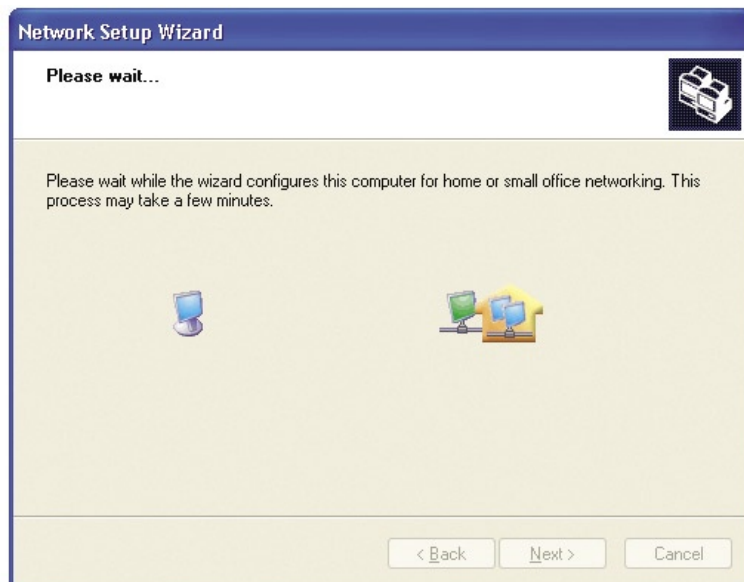 Network Setup Wizard
Please wait...
Please wait while the wizard configures this computer for home or small office networking. This
process may take a few minutes.
< Back
Next >
Cancel